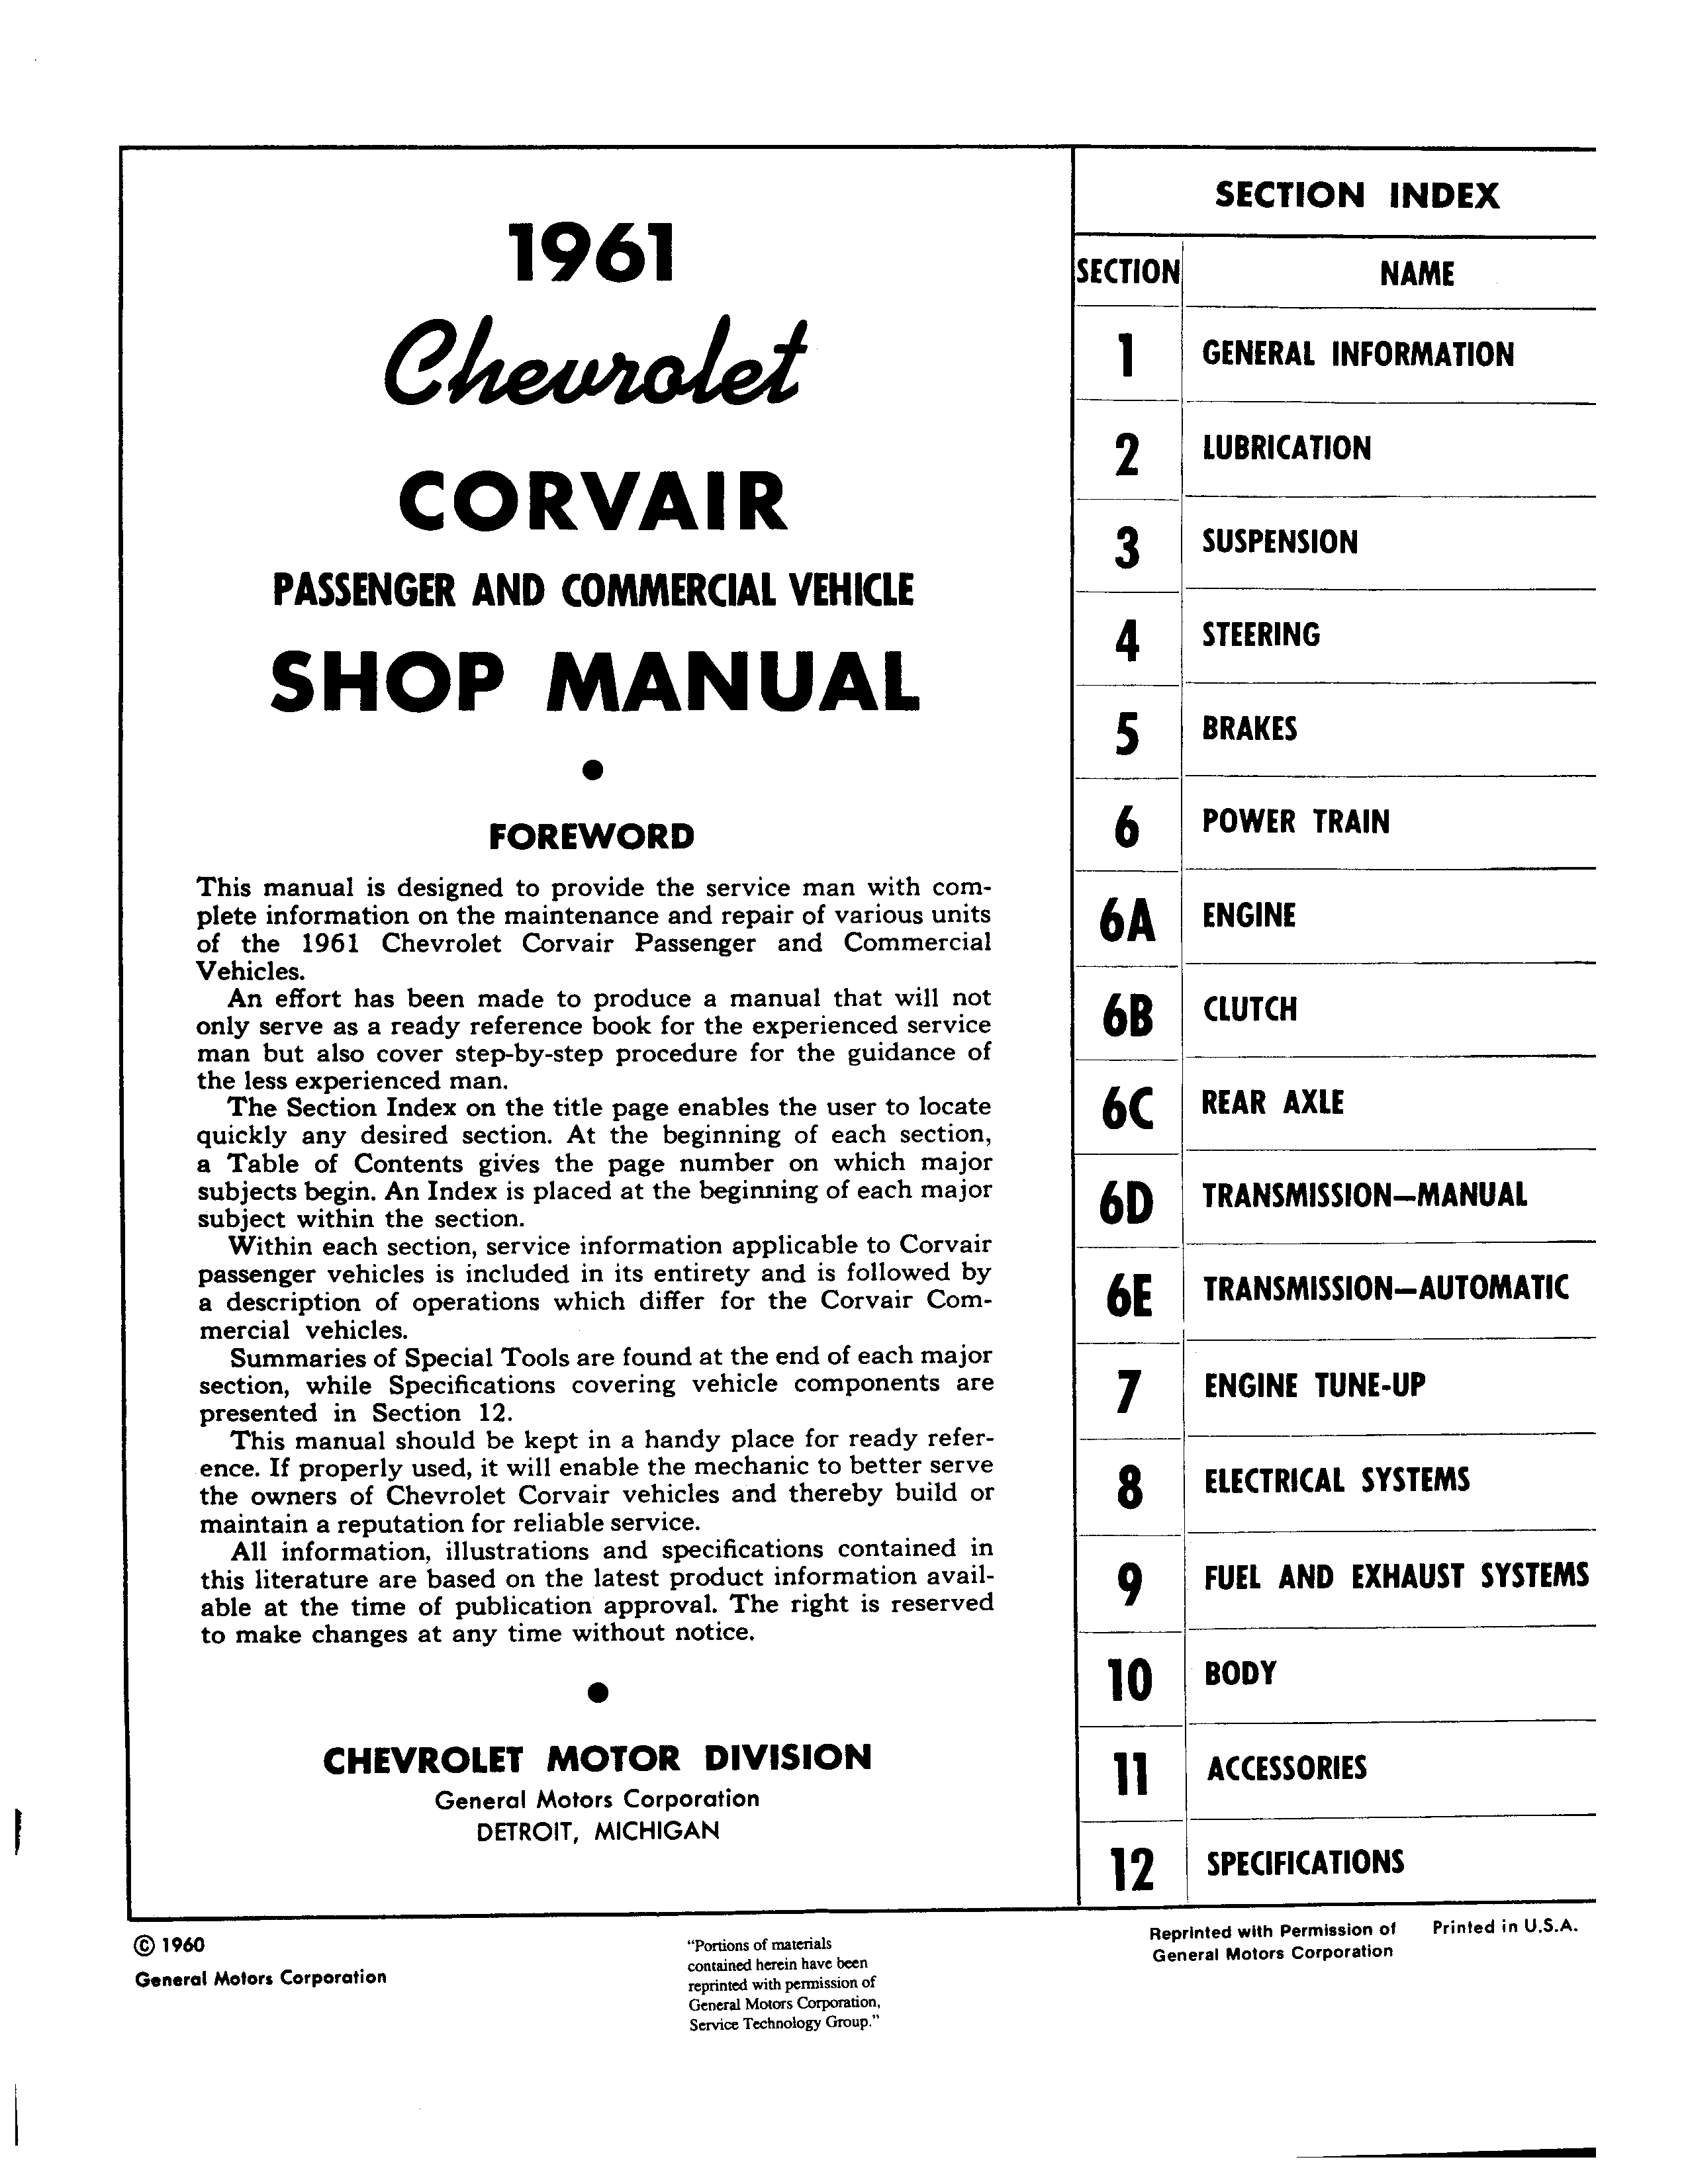 1961
Chevrolet
CORVAIR
PASSENGER AND COMMERCIAL VEHICLE
SHOP MANUAL
●
FOREWORD
This manual is designed to provide the service man with com-
plete information on the maintenance and repair of various units
of the 1961 Chevrolet Corvair Passenger and Commercial
Vehicles.
An effort has been made to produce a manual that will not
only serve as a ready reference book for the experienced service
man but also cover step-by-step procedure for the guidance of
the less experienced man.
The Section Index on the title page enables the user to locate
quickly any desired section. At the beginning of each section,
a Table of Contents gives the page number on which major
subjects begin. An Index is placed at the beginning of each major
subject within the section.
Within each section, service information applicable to Corvair
passenger vehicles is included in its entirety and is followed by
a description of operations which differ for the Corvair Com-
mercial vehicles.
Summaries of Special Tools are found at the end of each major
section, while Specifications covering vehicle components are
presented in Section 12.
This manual should be kept in a handy place for ready refer-
ence. If properly used, it will enable the mechanic to better serve
the owners of Chevrolet Corvair vehicles and thereby build or
maintain a reputation for reliable service.
All information, illustrations and specifications contained in
this literature are based on the latest product information avail-
able at the time of publication approval. The right is reserved
to make changes at any time without notice.
●
CHEVROLET MOTOR DIVISION
General Motors Corporation
DETROIT, MICHIGAN
SECTION INDEX
SECTION NAME
1 GENERAL INFORMATION
2 LUBRICATION
3 SUSPENSION
4 STEERING
5 BRAKES
6 POWER TRAIN
6A ENGINE
6B CLUTCH
6C REAR AXLE
6D TRANSMISSION—MANUAL
6E TRANSMISSION—AUTOMATIC
7 ENGINE TUNE-UP
8 ELECTRICAL SYSTEMS
9 FUEL AND EXHAUST SYSTEMS
10 BODY
11 ACCESSORIES
12 SPECIFICATIONS
© 1960
General Motors Corporation
"Portions of materials
contained herein have been
reprinted with permission of
General Motors Corporation,
Service Technology Group."
Reprinted with Permission of
General Motors Corporation
Printed in U.S.A.